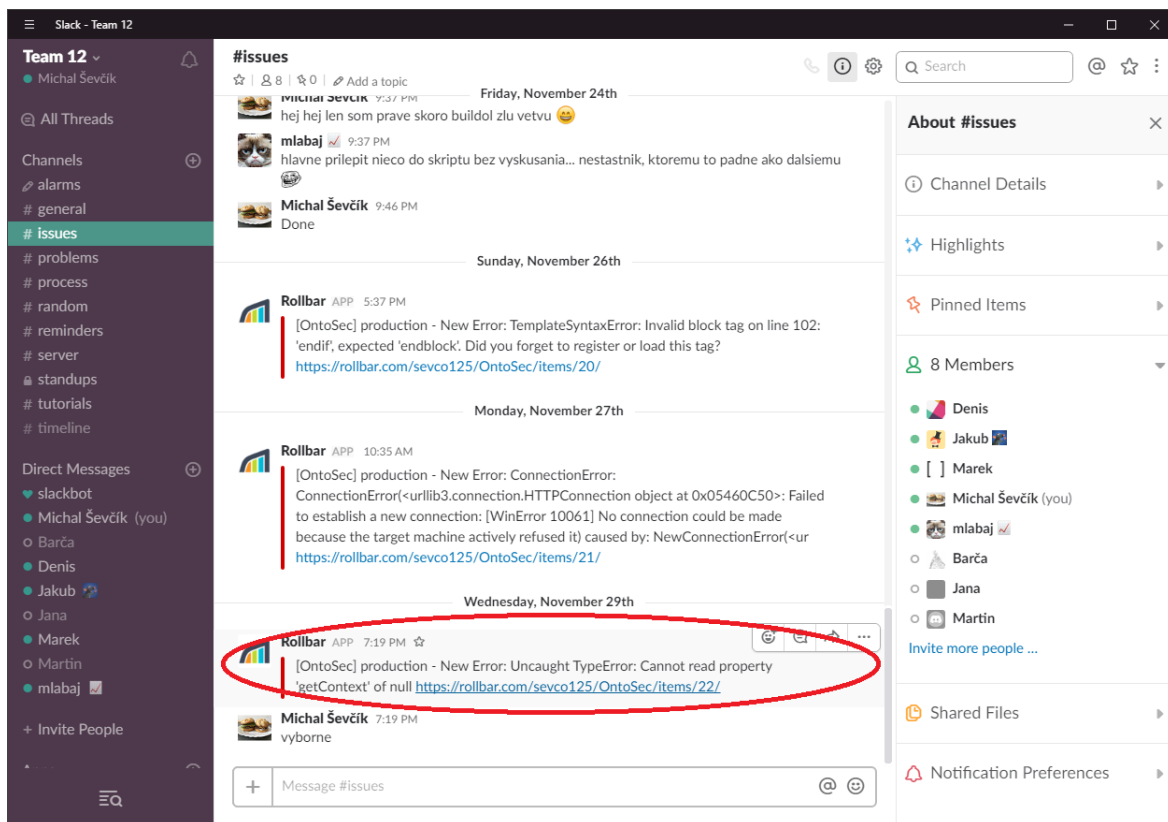 Slack - Team 12
Team 12
Michal Ševčík
All Threads
Channels
alarms
# general
# issues
# problems
# process
# random
# reminders
# server
standups
# tutorials
# timeline
Direct Messages
slackbot
Michal Ševčík (you)
Barča
Denis
Jakub
Jana
Marek
Martin
mlabaj
+ Invite People
#issues
8
0
Add a topic
Search
Friday, November 24th
Michal Ševčík 9:37 PM
hej hej len som prave skoro buildol zlu vetvu
mlabaj 9:37 PM
hlavne prilepit nieco do skriptu bez vyskusania... nestastnik, ktoremu to padne ako dalsiemu
Michal Ševčík 9:46 PM
Done
Sunday, November 26th
Rollbar APP 5:37 PM
[OntoSec] production - New Error: TemplateSyntaxError: Invalid block tag on line 102:
'endif', expected 'endblock'. Did you forget to register or load this tag?
https://rollbar.com/sevco125/OntoSec/items/20/
Monday, November 27th
Rollbar APP 10:35 AM
[OntoSec] production - New Error: ConnectionError:
ConnectionError(<urllib3.connection.HTTPConnection object at 0x05460C50>: Failed
to establish a new connection: [WinError 10061] No connection could be made
because the target machine actively refused it) caused by: NewConnectionError(<ur
https://rollbar.com/sevco125/OntoSec/items/21/
Wednesday, November 29th
Rollbar APP 7:19 PM
[OntoSec] production - New Error: Uncaught TypeError: Cannot read property
'getContext' of null https://rollbar.com/sevco125/OntoSec/items/22/
Michal Ševčík 7:19 PM
vyborne
Message #issues
About #issues
Channel Details
Highlights
Pinned Items
8 Members
Denis
Jakub
[ ] Marek
Michal Ševčík (you)
mlabaj
Barča
Jana
Martin
Invite more people ...
Shared Files
Notification Preferences